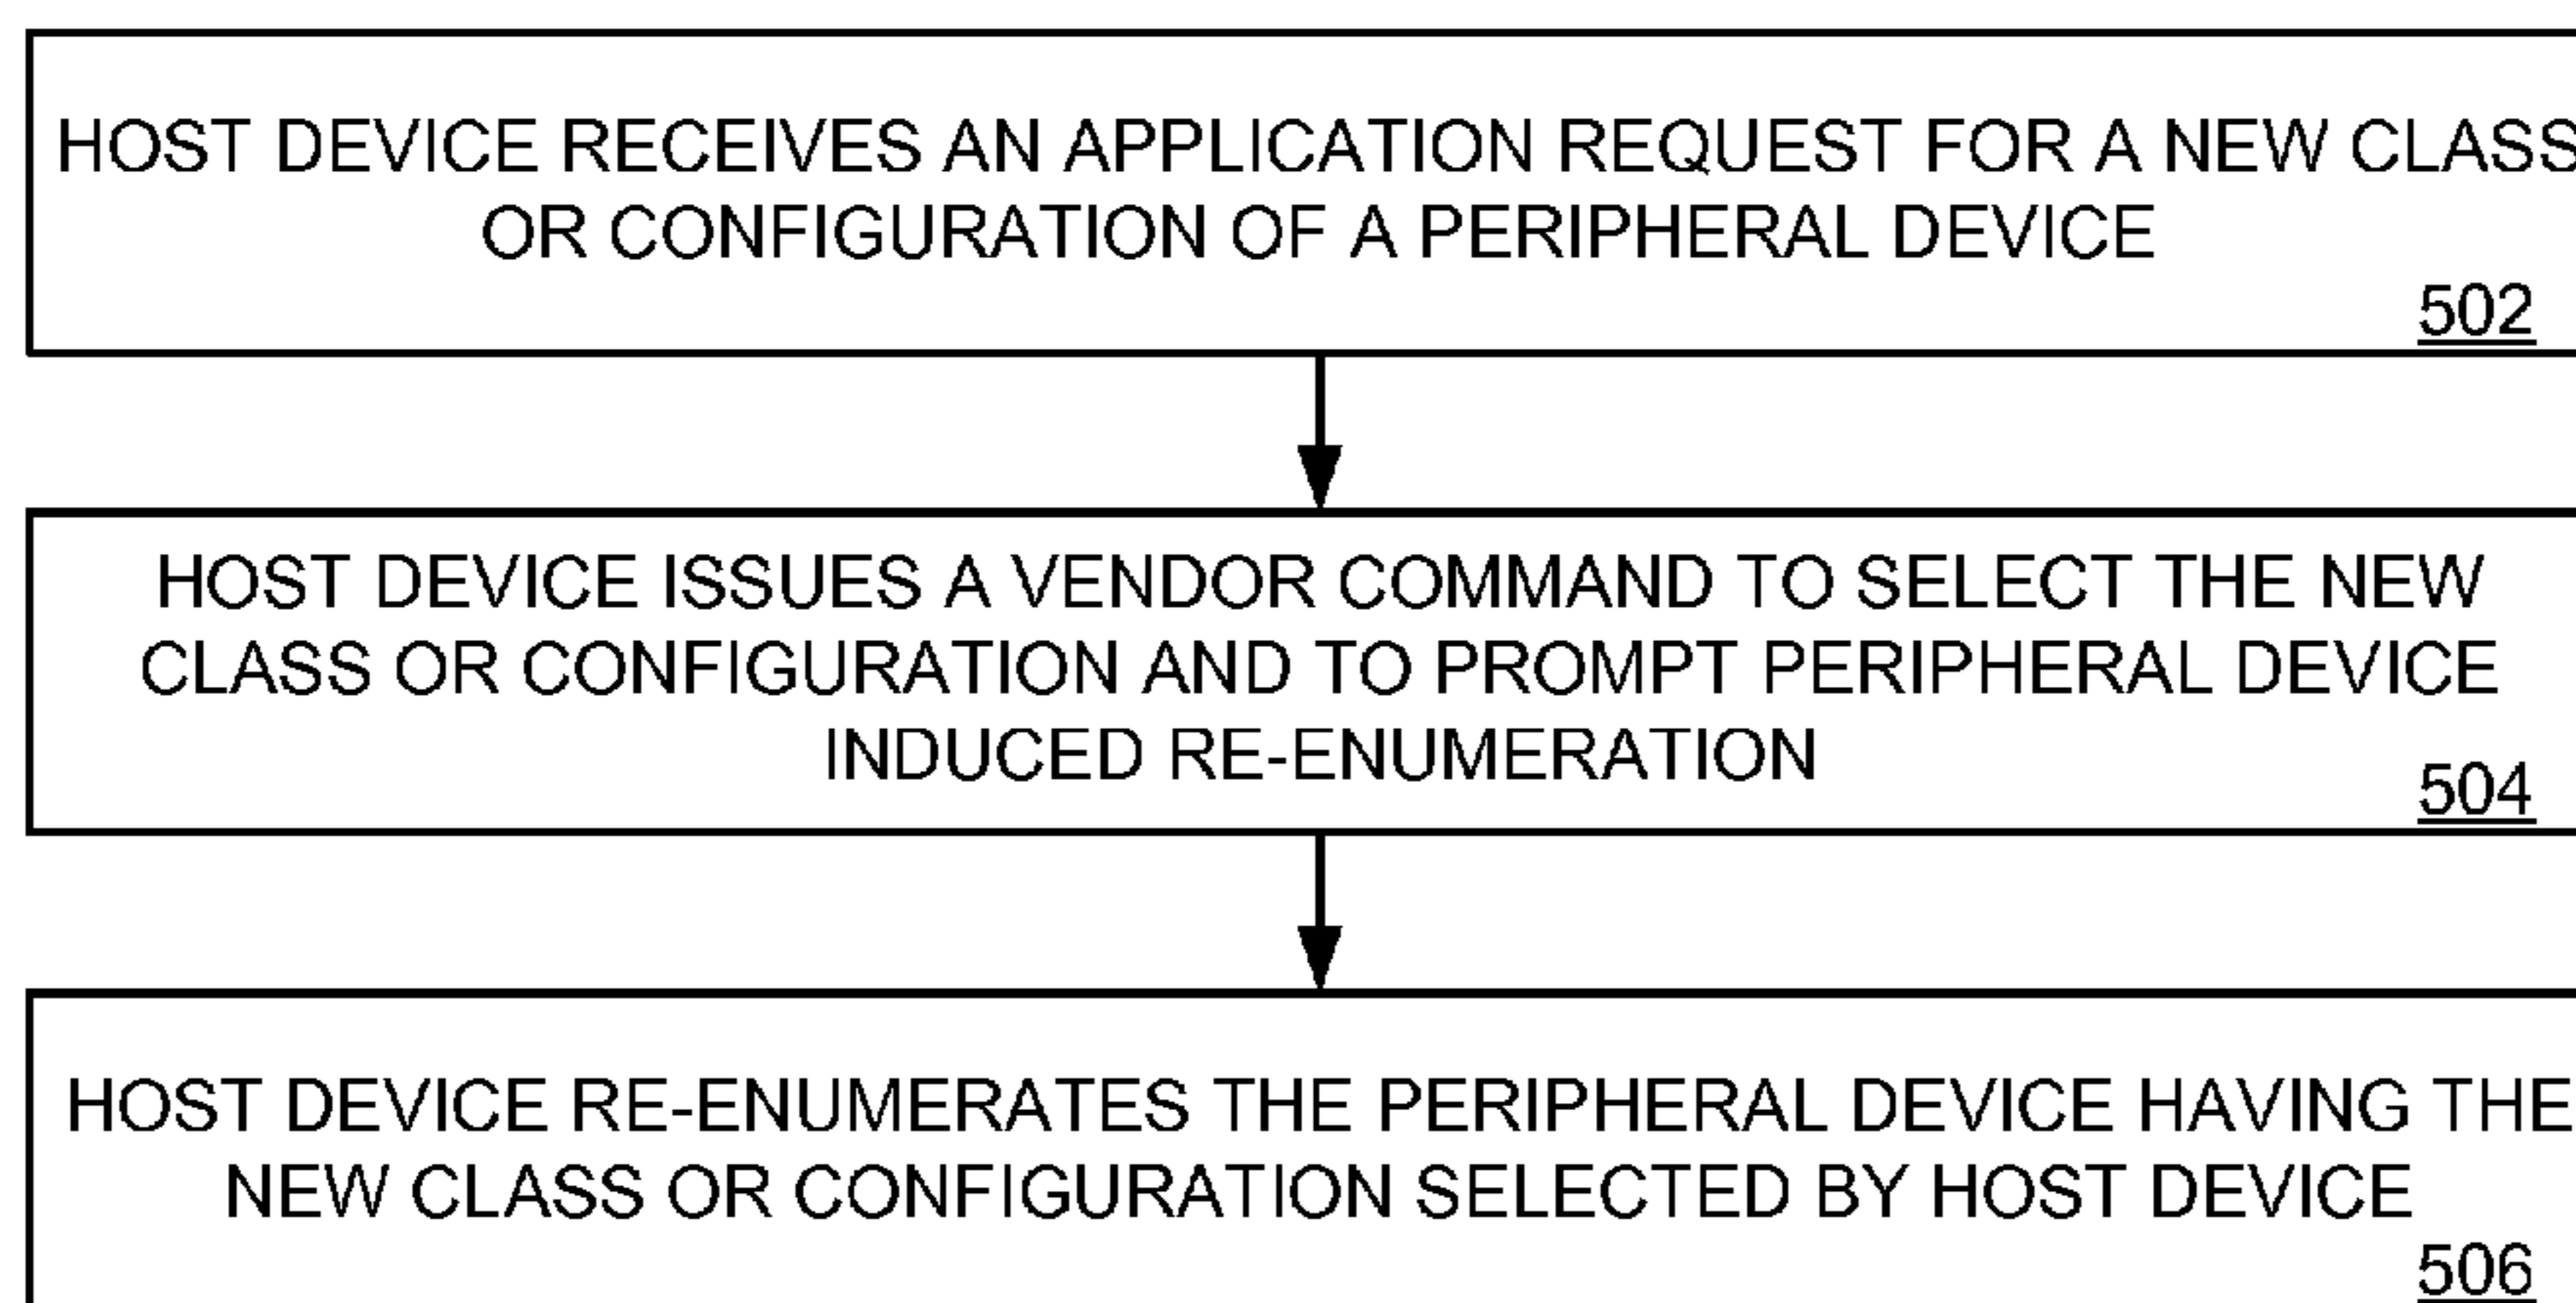 HOST DEVICE RECEIVES AN APPLICATION REQUEST FOR A NEW CLASS
OR CONFIGURATION OF A PERIPHERAL DEVICE
502
HOST DEVICE ISSUES A VENDOR COMMAND TO SELECT THE NEW
CLASS OR CONFIGURATION AND TO PROMPT PERIPHERAL DEVICE
INDUCED RE-ENUMERATION
504
HOST DEVICE RE-ENUMERATES THE PERIPHERAL DEVICE HAVING THE
NEW CLASS OR CONFIGURATION SELECTED BY HOST DEVICE
506